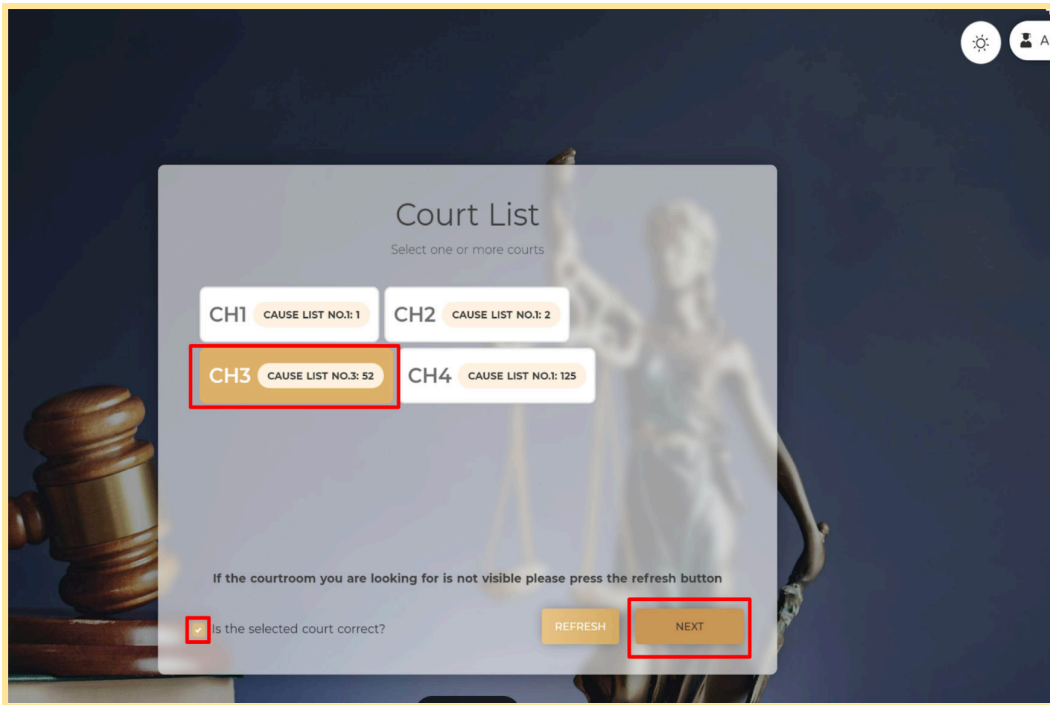 A
Court List
Select one or more courts
CH1 CAUSE LIST NO.1: 1 CH2 CAUSE LIST NO.1: 2
CH3 CAUSE LIST NO.3: 52 CH4 CAUSE LIST NO.1: 125
If the courtroom you are looking for is not visible please press the refresh button
Is the selected court correct? REFRESH NEXT